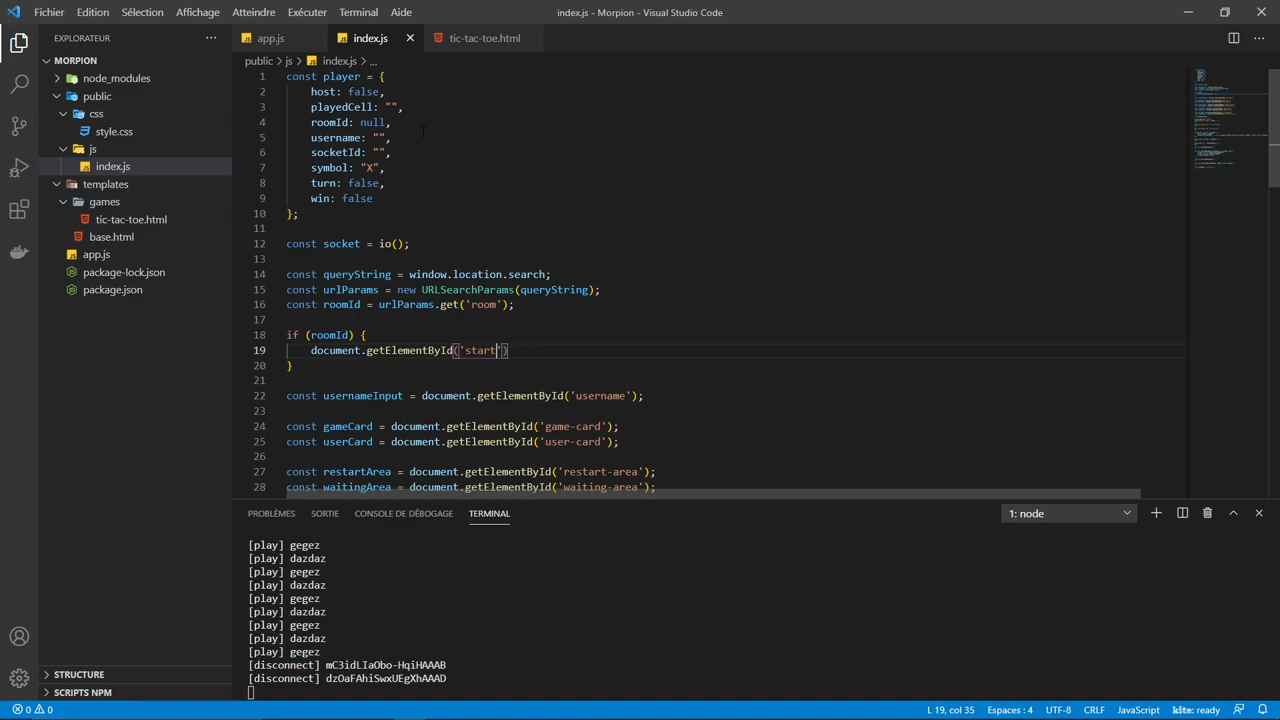 Fichier Edition Sélection Affichage Atteindre Exécuter Terminal Aide
index.js - Morpion - Visual Studio Code
EXPLORATEUR
app.js
index.js
tic-tac-toe.html
MORPION
node_modules
public
css
style.css
js
index.js
templates
games
tic-tac-toe.html
base.html
app.js
package-lock.json
package.json
STRUCTURE
SCRIPTS NPM
public > js > index.js > ...
1 const player = {
2 host: false,
3 playedCell: "",
4 roomId: null,
5 username: "",
6 socketId: "",
7 symbol: "X",
8 turn: false,
9 win: false
10 };
11
12 const socket = io();
13
14 const queryString = window.location.search;
15 const urlParams = new URLSearchParams(queryString);
16 const roomId = urlParams.get('room');
17
18 if (roomId) {
19 document.getElementById('start')
20 }
21
22 const usernameInput = document.getElementById('username');
23
24 const gameCard = document.getElementById('game-card');
25 const userCard = document.getElementById('user-card');
26
27 const restartArea = document.getElementById('restart-area');
28 const waitingArea = document.getElementById('waiting-area');
PROBLÈMES SORTIE CONSOLE DE DÉBOGAGE TERMINAL
1: node
[play] gegez
[play] dazdaz
[play] gegez
[play] dazdaz
[play] gegez
[play] dazdaz
[play] gegez
[play] dazdaz
[play] gegez
[disconnect] mC3idLIaObo-HqiHAAAB
[disconnect] dzOaFAhiSwxUEgXhAAAD
0 0
L 19, col 35 Espaces : 4 UTF-8 CRLF JavaScript kite: ready